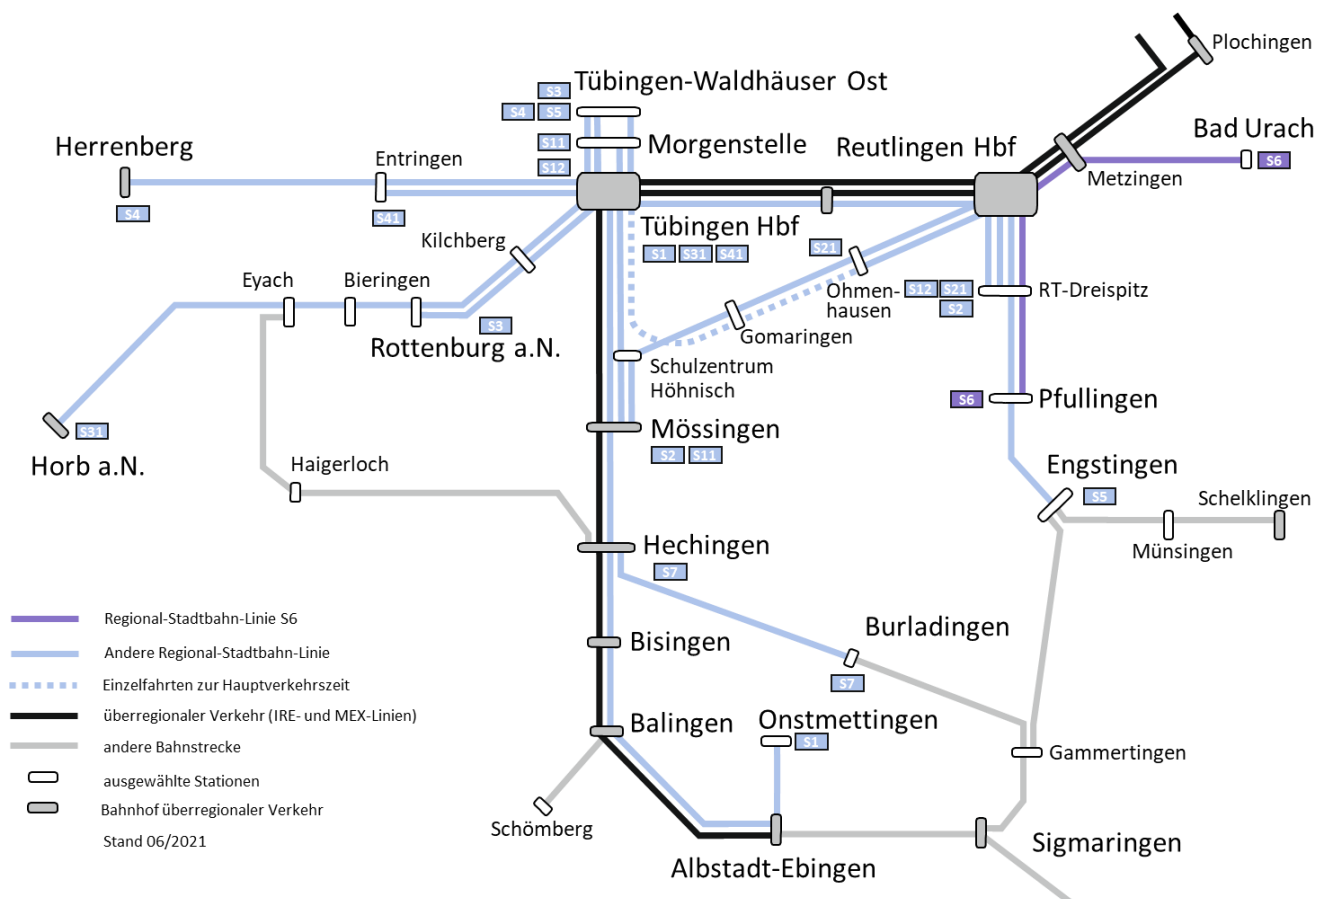 Plochingen
S3
Tübingen-Waldhäuser Ost
S4
S5
Herrenberg
Entringen
S11
Morgenstelle
Reutlingen Hbf
Bad Urach
S6
S12
Metzingen
S4
S41
Kilchberg
Tübingen Hbf
S1
S31
S41
S21
Eyach
Bieringen
Ohmen-
hausen
S12
S21
S2
RT-Dreispitz
S3
Rottenburg a.N.
Gomaringen
Schulzentrum
Höhnisch
S6
Pfullingen
S31
Horb a.N.
Mössingen
S2
S11
Haigerloch
Engstingen
S5
Schelklingen
Münsingen
Hechingen
S7
Burladingen
S7
Bisingen
Balingen
Onstmettingen
S1
Gammertingen
Schömberg
Albstadt-Ebingen
Sigmaringen
Regional-Stadtbahn-Linie S6
Andere Regional-Stadtbahn-Linie
Einzelfahrten zur Hauptverkehrszeit
überregionaler Verkehr (IRE- und MEX-Linien)
andere Bahnstrecke
ausgewählte Stationen
Bahnhof überregionaler Verkehr
Stand 06/2021